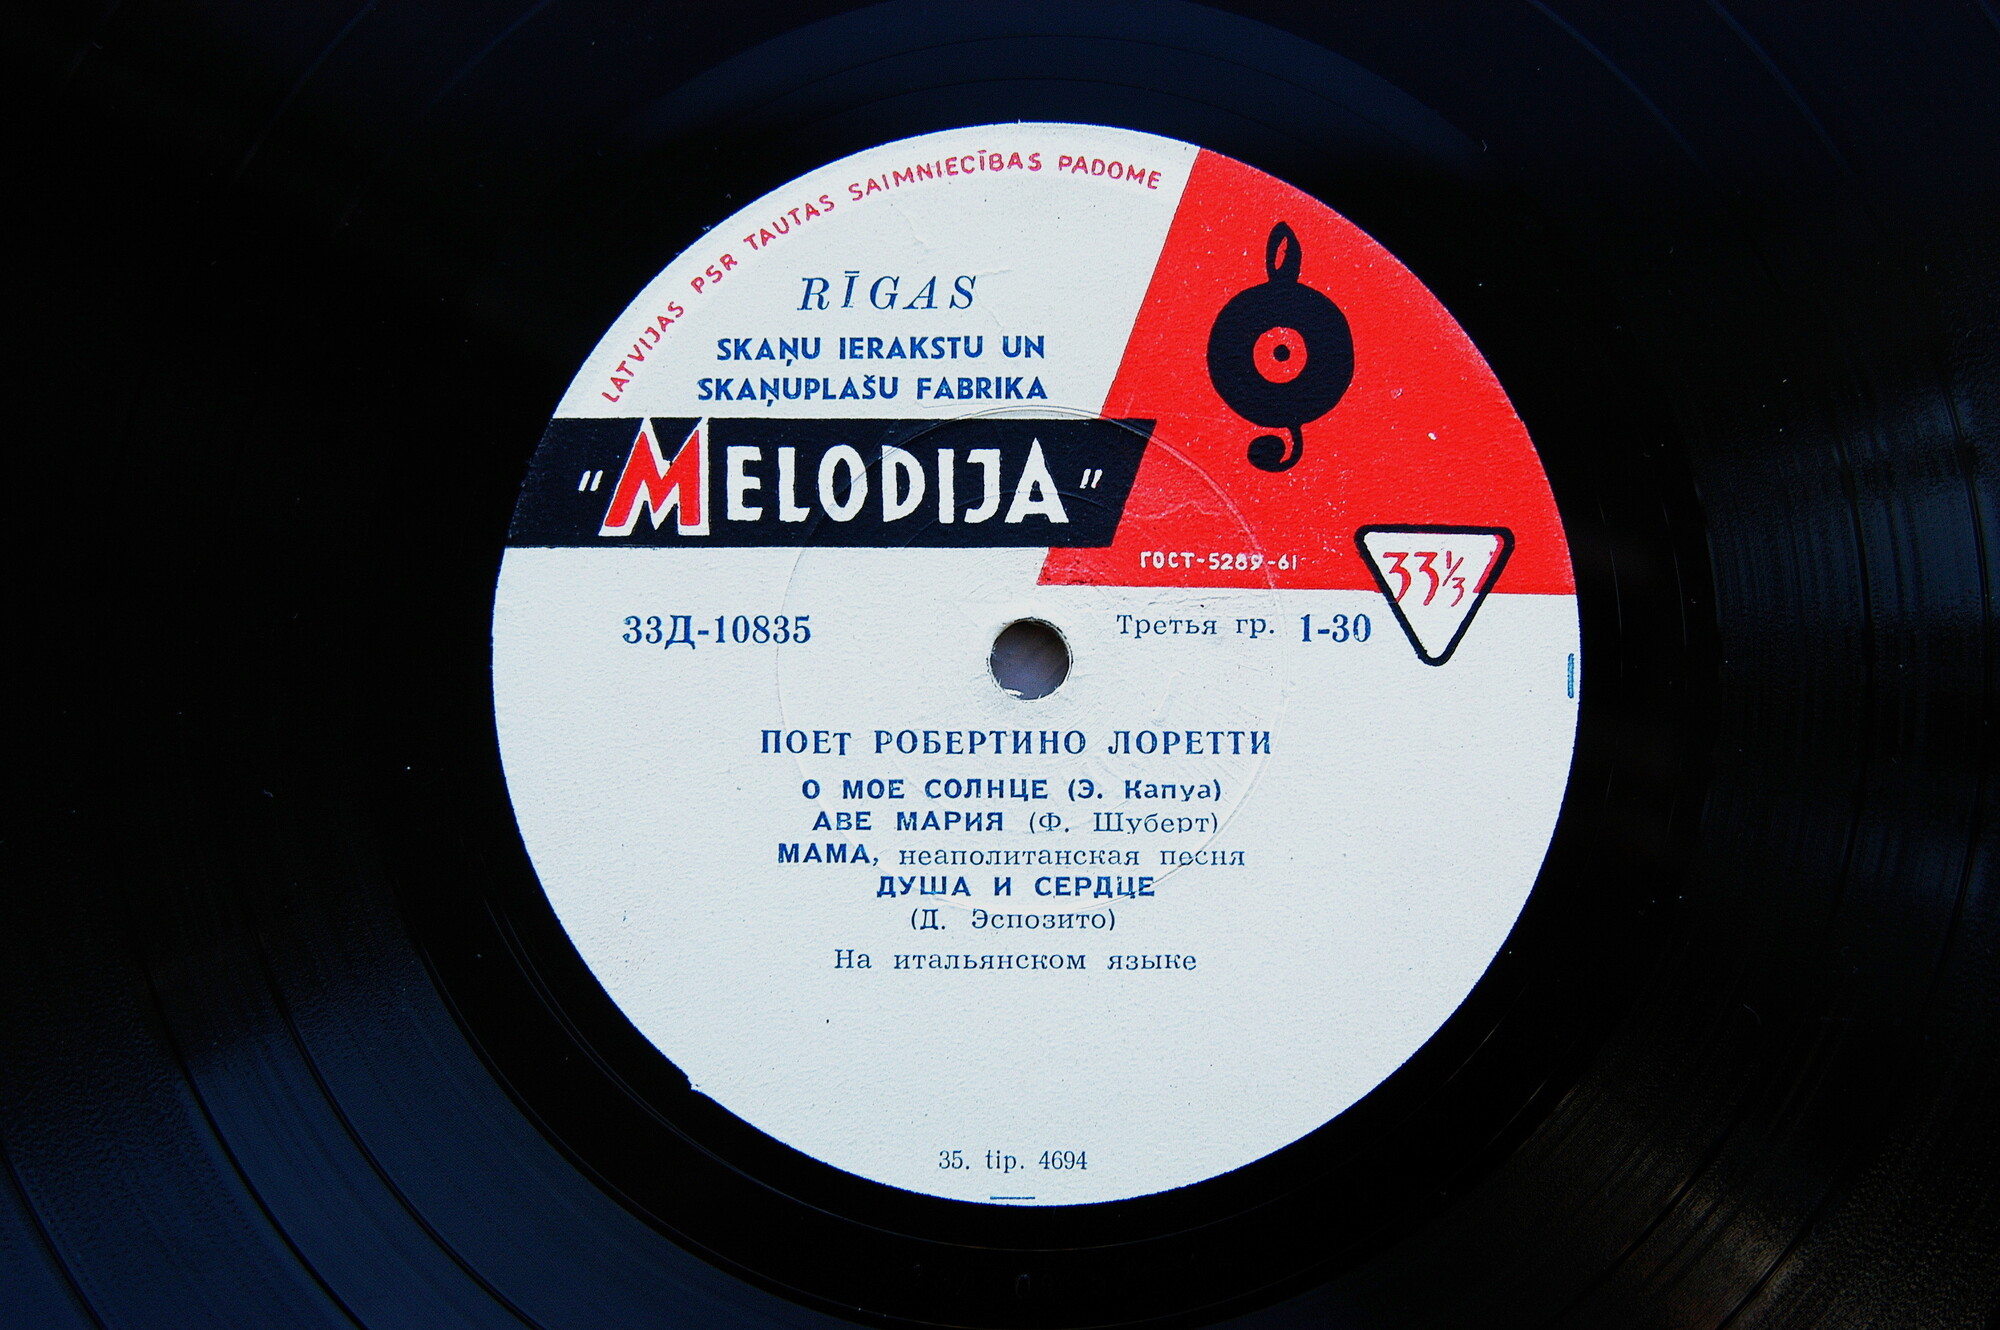 LATVIJAS PSR TAUTAS SAIMNIECĪBAS PADOME
RĪGAS
SKAŅU IERAKSTU UN
SKAŅUPLAŠU FABRIKA
"MELODIJA"
ГОСТ-5289-61
33⅓
33Д-10835
Третья гр. 1-30
ПОЕТ РОБЕРТИНО ЛОРЕТТИ
О МОЕ СОЛНЦЕ (Э. Капуа)
АВЕ МАРИЯ (Ф. Шуберт)
МАМА, неаполитанская песня
ДУША И СЕРДЦЕ
(Д. Эспозито)
На итальянском языке
35. tip. 4694